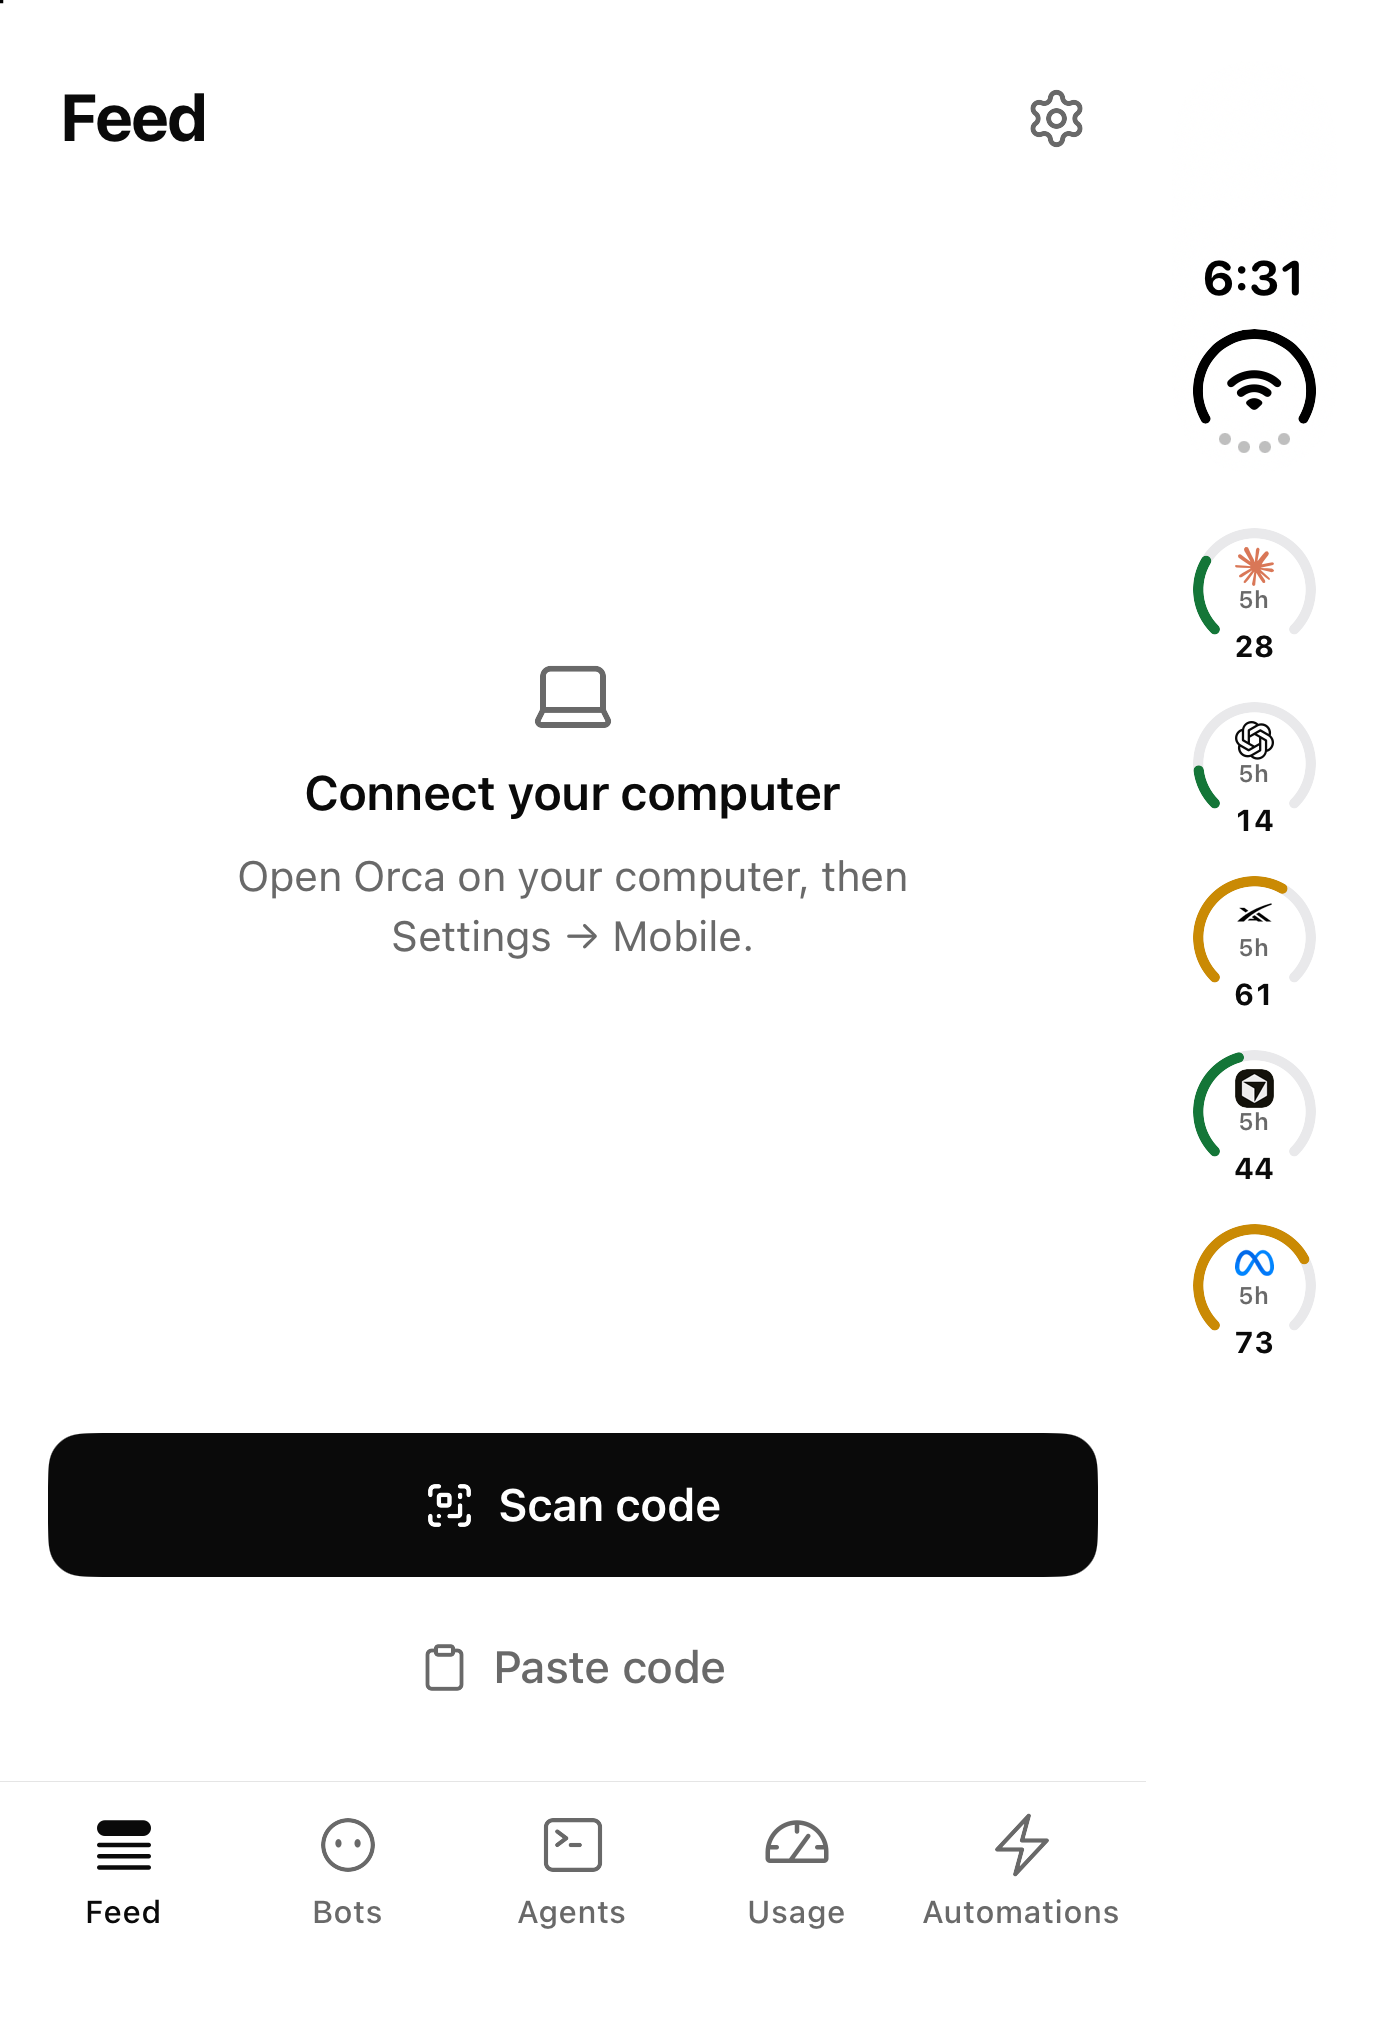 Feed
6:31
5h
28
5h
14
5h
61
5h
44
5h
73
Connect your computer
Open Orca on your computer, then
Settings → Mobile.
Scan code
Paste code
Feed
Bots
Agents
Usage
Automations